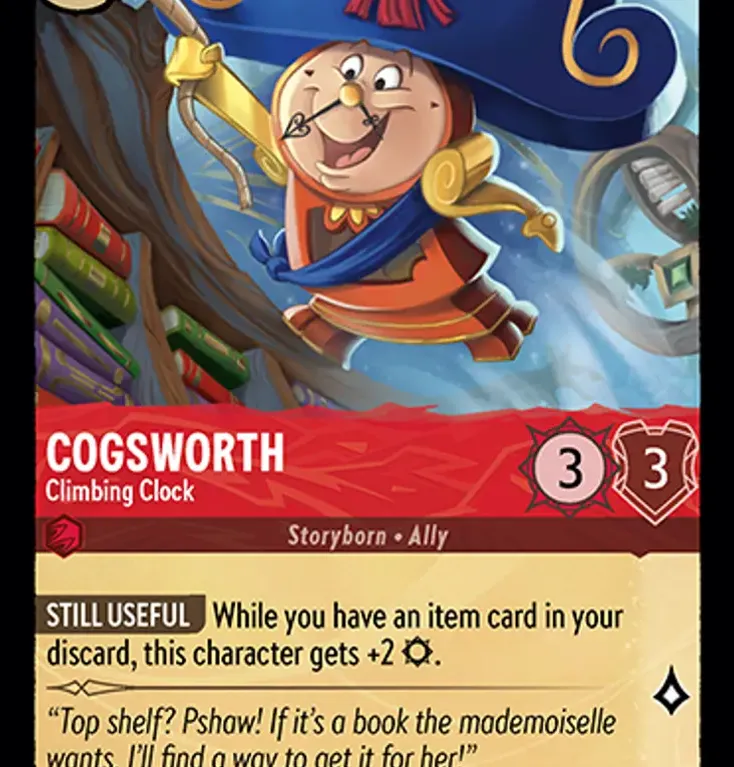 COGSWORTH
Climbing Clock
3
3
Storyborn • Ally
STILL USEFUL While you have an item card in your
discard, this character gets +2 ⛭.
“Top shelf? Pshaw! If it’s a book the mademoiselle
wants, I’ll find a way to get it for her!”